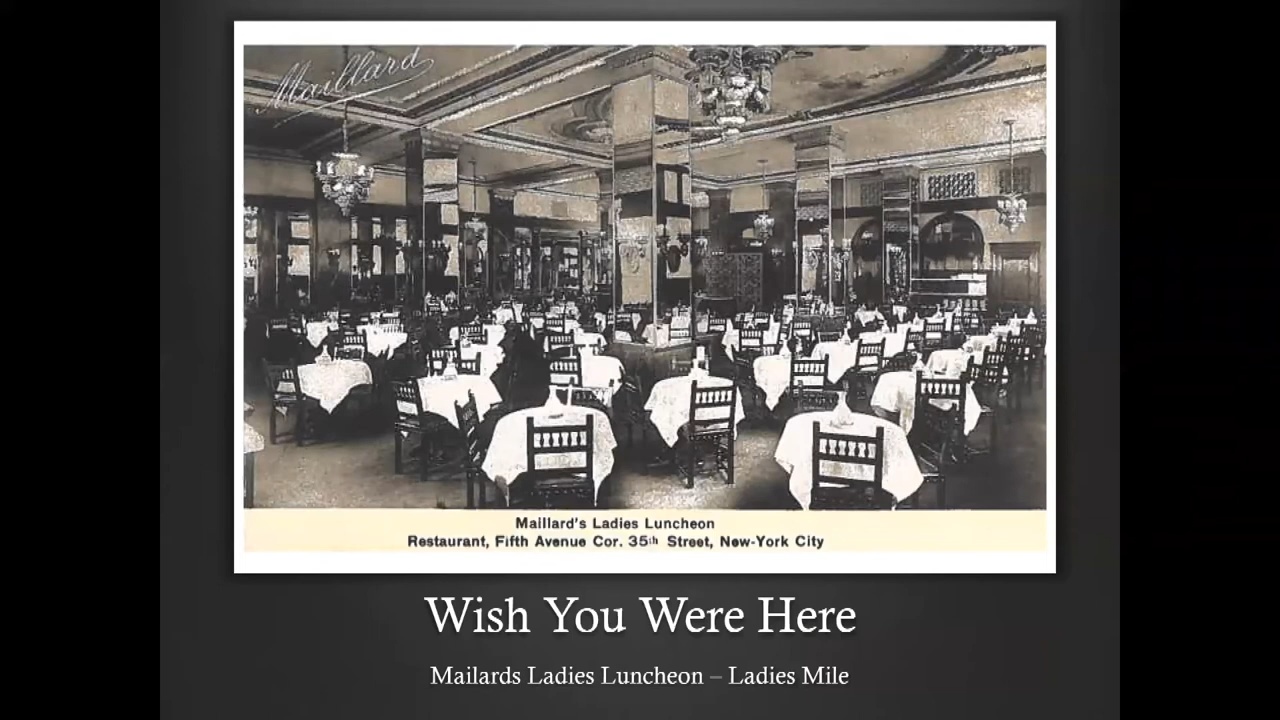 Maillard
Maillard's Ladies Luncheon
Restaurant, Fifth Avenue Cor. 35th Street, New-York City
Wish You Were Here
Mailards Ladies Luncheon – Ladies Mile